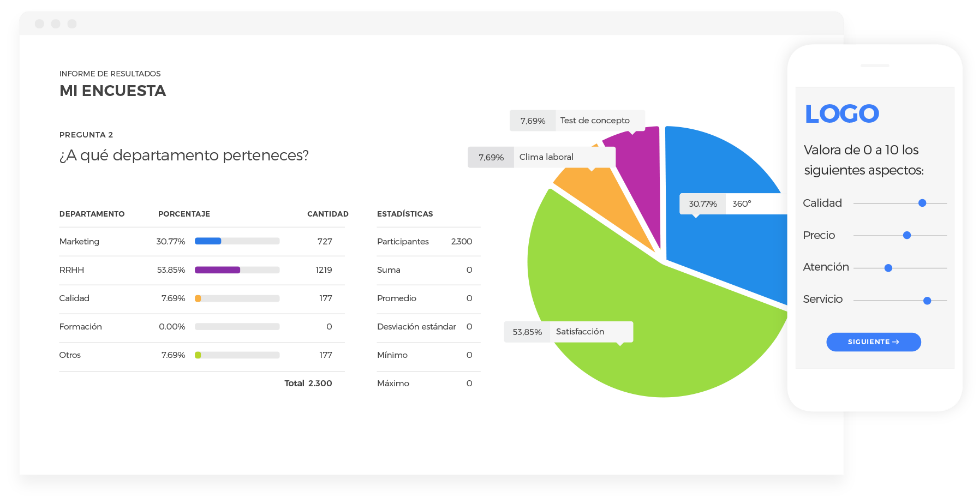 INFORME DE RESULTADOS
MI ENCUESTA
PREGUNTA 2
¿A qué departamento perteneces?
DEPARTAMENTO PORCENTAJE CANTIDAD
Marketing 30.77% 727
RRHH 53.85% 1219
Calidad 7.69% 177
Formación 0.00% 0
Otros 7.69% 177
Total 2.300
ESTADÍSTICAS
Participantes 2300
Suma 0
Promedio 0
Desviación estándar 0
Mínimo 0
Máximo 0
7.69% Test de concepto
7.69% Clima laboral
30.77% 360º
53.85% Satisfacción
LOGO
Valora de 0 a 10 los
siguientes aspectos:
Calidad
Precio
Atención
Servicio
SIGUIENTE →